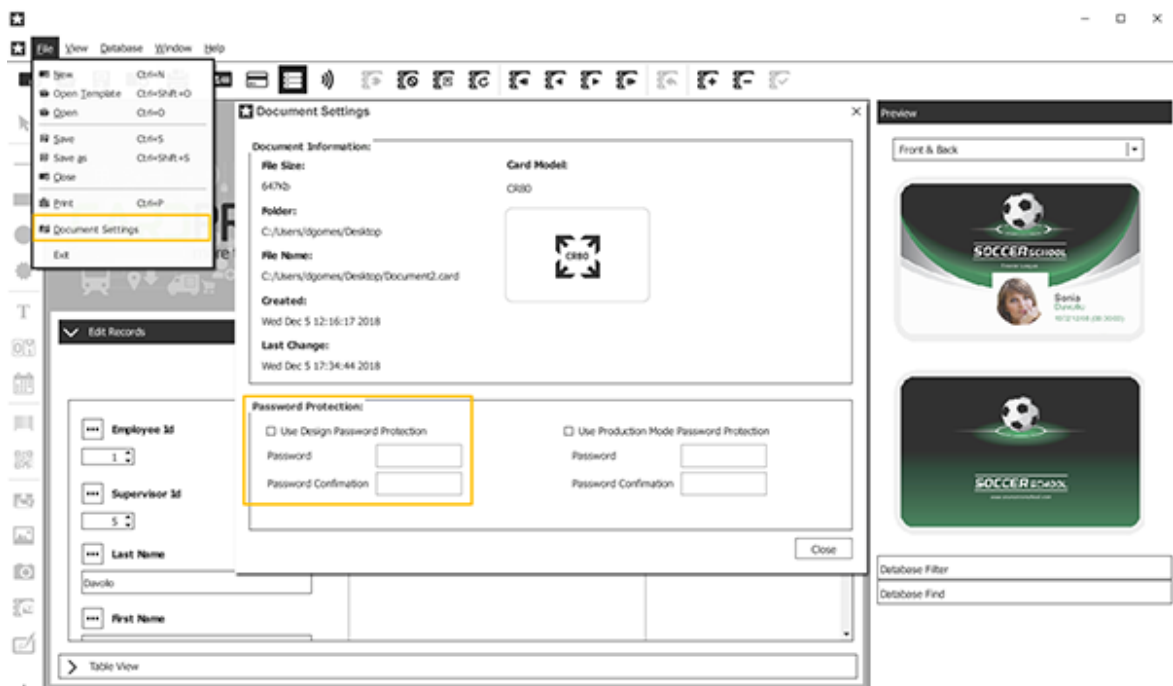 File View Database Window Help
New Ctrl+N
Open Template Ctrl+Shift+O
Open Ctrl+O
Save Ctrl+S
Save as Ctrl+Shift+S
Close
Print Ctrl+P
Document Settings
Exit
Document Settings
Document Information:
File Size:
647Kb
Folder:
C:/Users/dgomes/Desktop
File Name:
C:/Users/dgomes/Desktop/Document2.card
Created:
Wed Dec 5 12:16:17 2018
Last Change:
Wed Dec 5 17:34:44 2018
Card Model:
CR80
CR80
Password Protection:
Use Design Password Protection
Password
Password Confimation
Use Production Mode Password Protection
Password
Password Confimation
Close
Edit Records
Employee Id
1
Supervisor Id
5
Last Name
Davolio
First Name
Table View
Preview
Front & Back
SOCCER SCHOOL
Sonia
SOCCER SCHOOL
Database Filter
Database Find